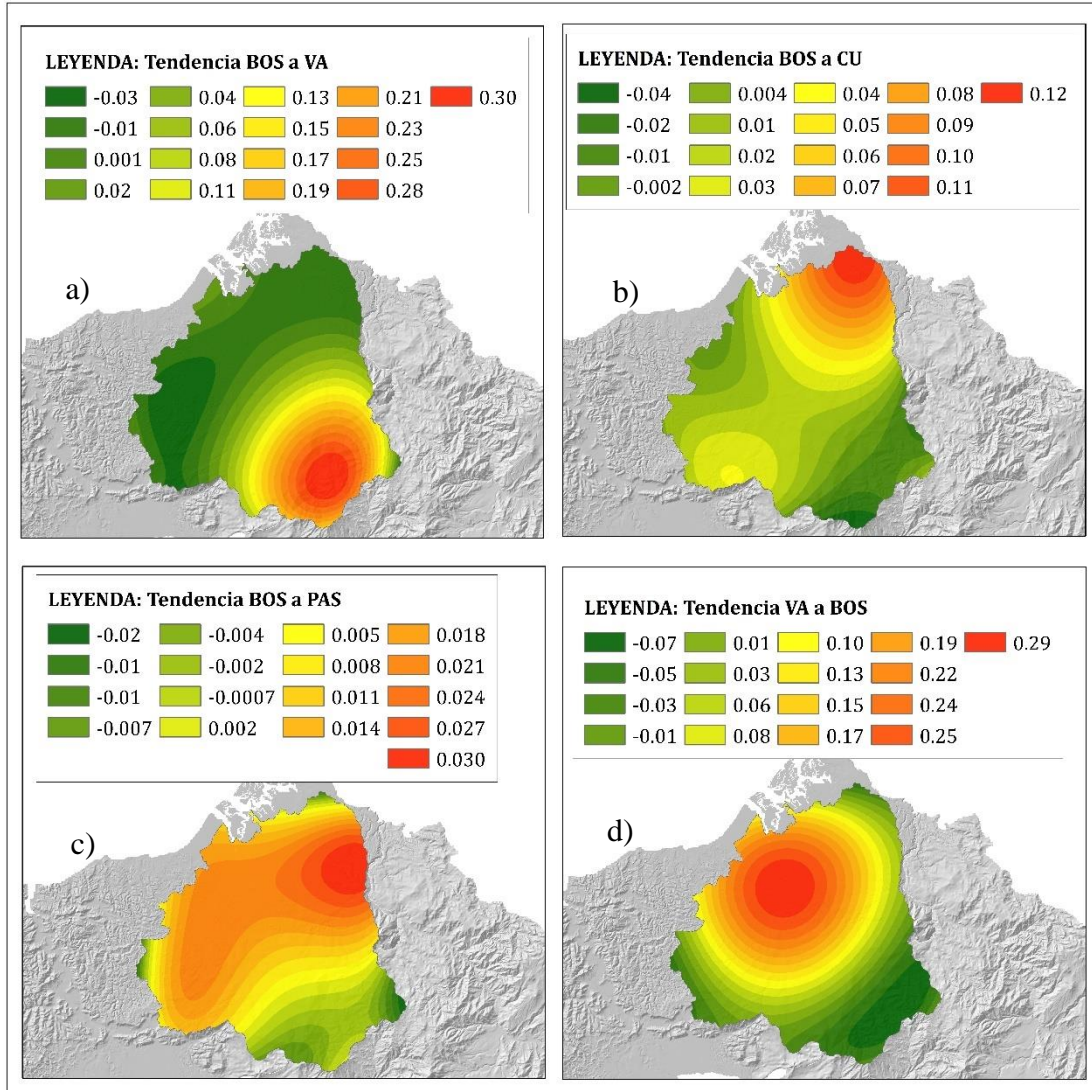 LEYENDA: Tendencia BOS a VA
-0.03 0.04 0.13 0.21 0.30
-0.01 0.06 0.15 0.23
0.001 0.08 0.17 0.25
0.02 0.11 0.19 0.28
a)
LEYENDA: Tendencia BOS a CU
-0.04 0.004 0.04 0.08 0.12
-0.02 0.01 0.05 0.09
-0.01 0.02 0.06 0.10
-0.002 0.03 0.07 0.11
b)
LEYENDA: Tendencia BOS a PAS
-0.02 -0.004 0.005 0.018
-0.01 -0.002 0.008 0.021
-0.01 -0.0007 0.011 0.024
-0.007 0.002 0.014 0.027
0.030
c)
LEYENDA: Tendencia VA a BOS
-0.07 0.01 0.10 0.19 0.29
-0.05 0.03 0.13 0.22
-0.03 0.06 0.15 0.24
-0.01 0.08 0.17 0.25
d)